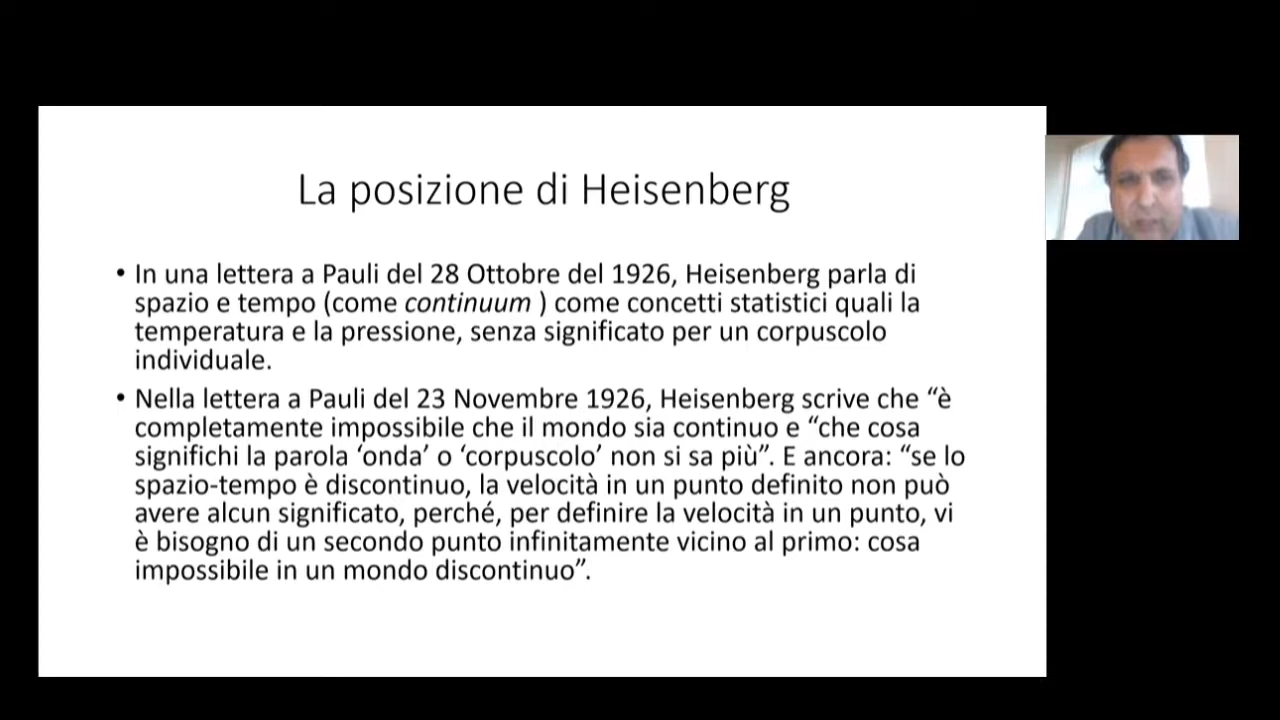 La posizione di Heisenberg
• In una lettera a Pauli del 28 Ottobre del 1926, Heisenberg parla di
spazio e tempo (come continuum ) come concetti statistici quali la
temperatura e la pressione, senza significato per un corpuscolo
individuale.
• Nella lettera a Pauli del 23 Novembre 1926, Heisenberg scrive che “è
completamente impossibile che il mondo sia continuo e “che cosa
significhi la parola ‘onda’ o ‘corpuscolo’ non si sa più”. E ancora: “se lo
spazio-tempo è discontinuo, la velocità in un punto definito non può
avere alcun significato, perché, per definire la velocità in un punto, vi
è bisogno di un secondo punto infinitamente vicino al primo: cosa
impossibile in un mondo discontinuo”.